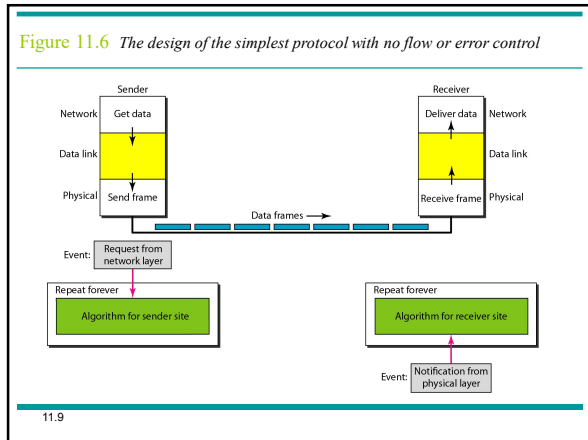 Figure 11.6 The design of the simplest protocol with no flow or error control
Sender
Receiver
Network
Get data
Deliver data
Network
Data link
Data link
Physical
Send frame
Receive frame
Physical
Data frames
Event:
Request from
network layer
Repeat forever
Algorithm for sender site
Repeat forever
Algorithm for receiver site
Event:
Notification from
physical layer
11.9